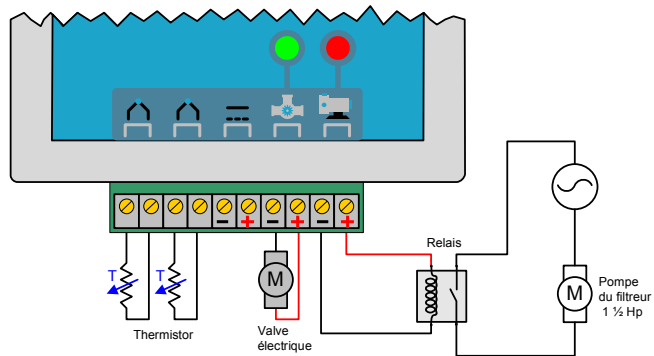 − + − + − +
T
T
M
Thermistor
Valve
électrique
Relais
M
Pompe
du filtreur
1 ½ Hp